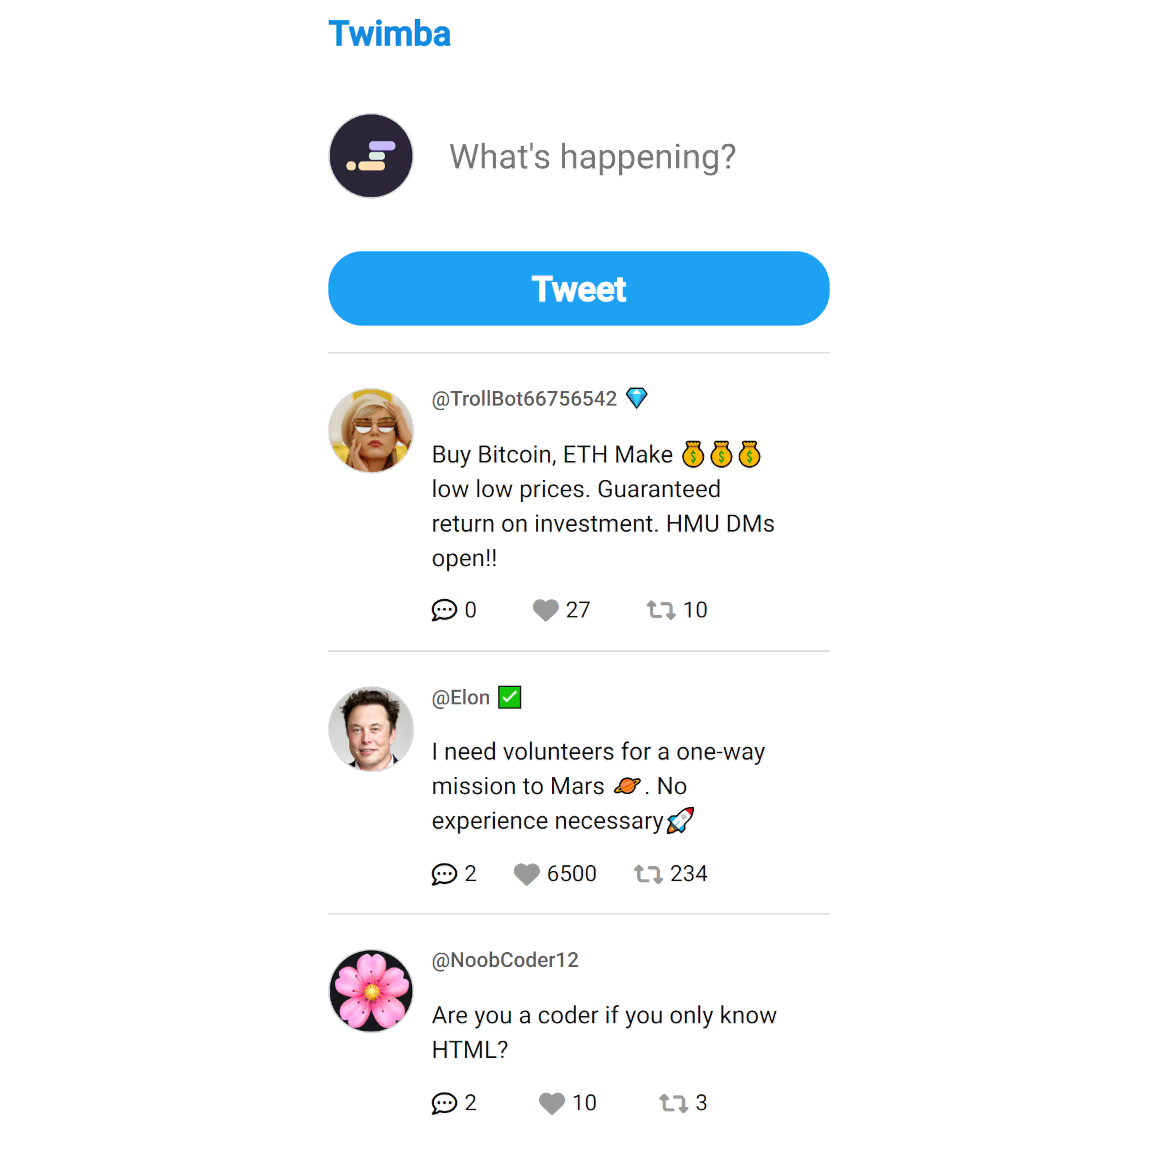 Twimba
What's happening?
Tweet
@TrollBot66756542 💎
Buy Bitcoin, ETH Make 💰💰💰
low low prices. Guaranteed
return on investment. HMU DMs
open!!
0 27 10
@Elon ✅
I need volunteers for a one-way
mission to Mars 🪐. No
experience necessary🚀
2 6500 234
@NoobCoder12
Are you a coder if you only know
HTML?
2 10 3